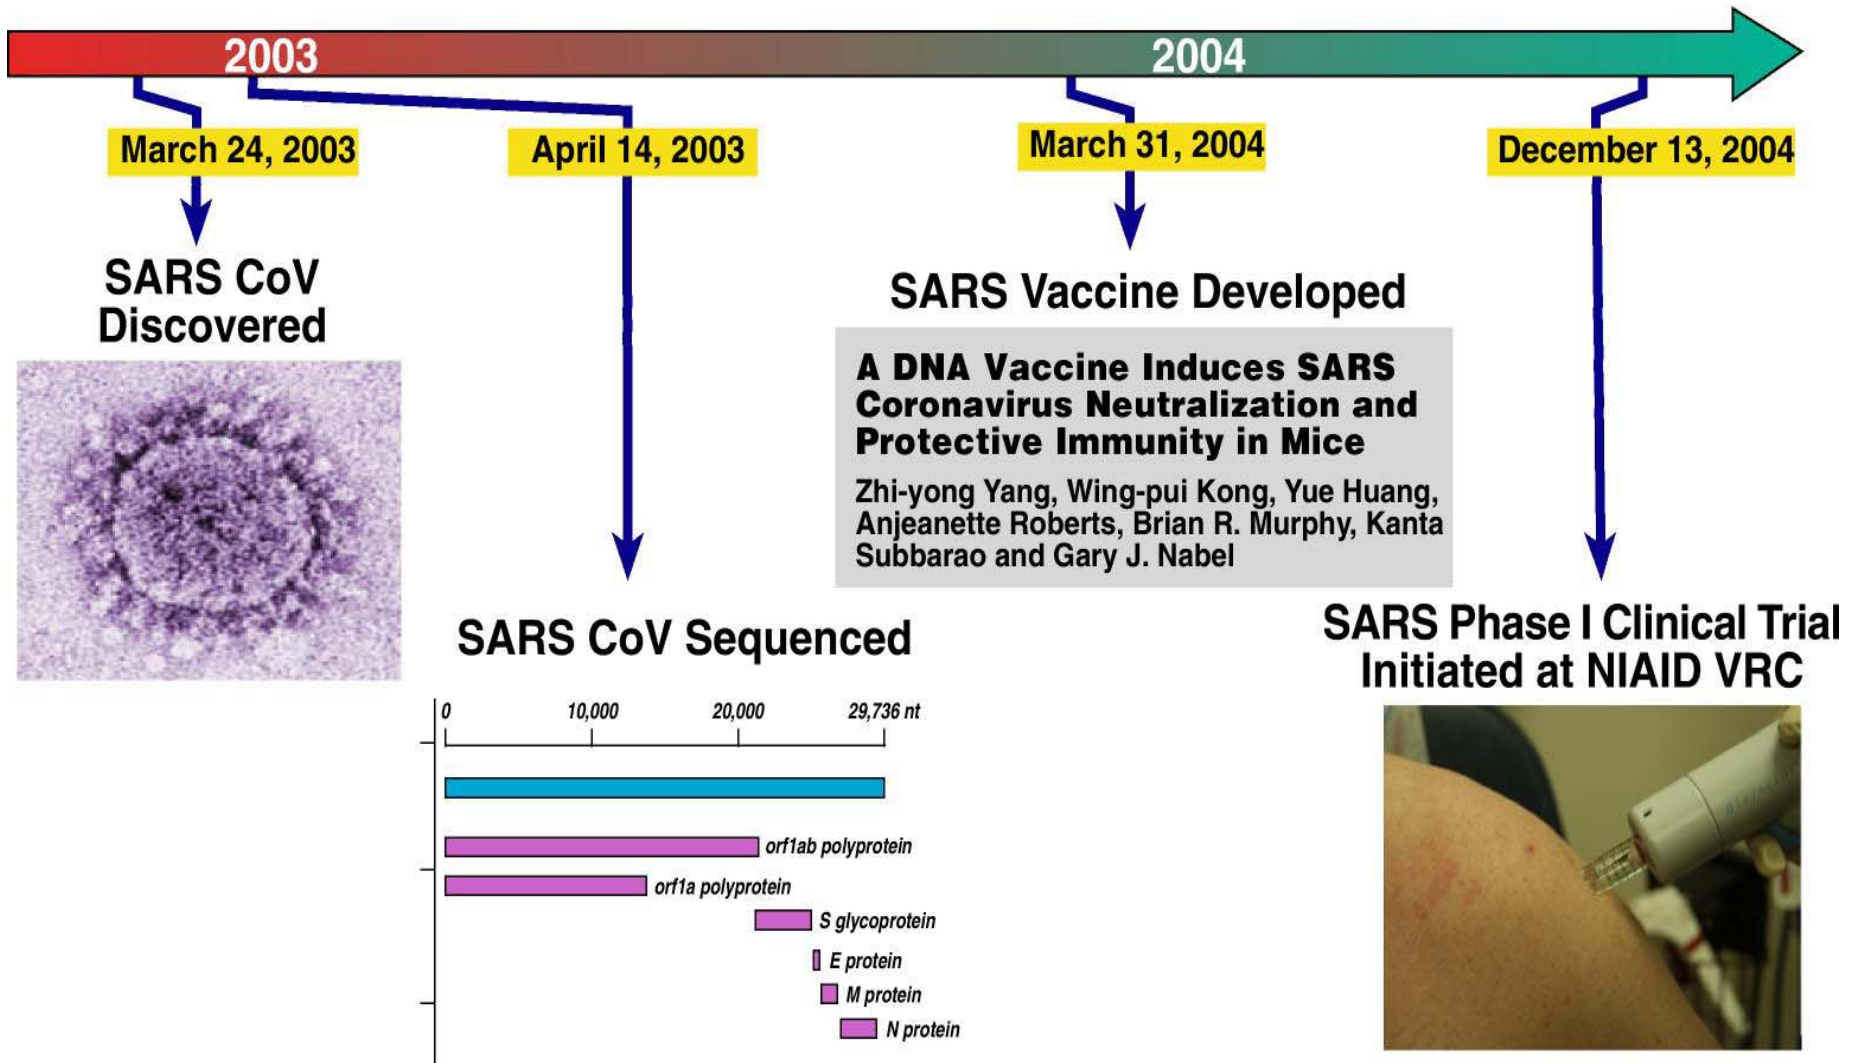 2003
2004
March 24, 2003
April 14, 2003
March 31, 2004
December 13, 2004
SARS CoV
Discovered
SARS CoV Sequenced
0
10,000
20,000
29,736 nt
orf1ab polyprotein
orf1a polyprotein
S glycoprotein
E protein
M protein
N protein
SARS Vaccine Developed
A DNA Vaccine Induces SARS
Coronavirus Neutralization and
Protective Immunity in Mice
Zhi-yong Yang, Wing-pui Kong, Yue Huang,
Anjeanette Roberts, Brian R. Murphy, Kanta
Subbarao and Gary J. Nabel
SARS Phase I Clinical Trial
Initiated at NIAID VRC